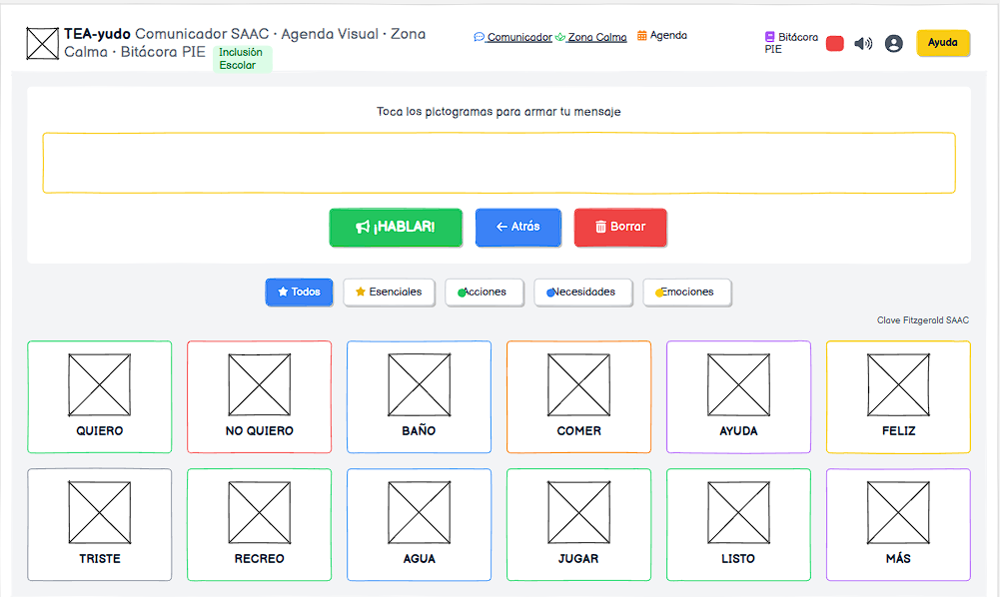 TEA-yudo Comunicador SAAC · Agenda Visual · Zona
Calma · Bitácora PIE
Inclusión
Escolar
Comunicador
Zona Calma
Agenda
Bitácora
PIE
Ayuda
Toca los pictogramas para armar tu mensaje
¡HABLAR!
Atrás
Borrar
Todos
Esenciales
Acciones
Necesidades
Emociones
Clave Fitzgerald SAAC
QUIERO
NO QUIERO
BAÑO
COMER
AYUDA
FELIZ
TRISTE
RECREO
AGUA
JUGAR
LISTO
MÁS